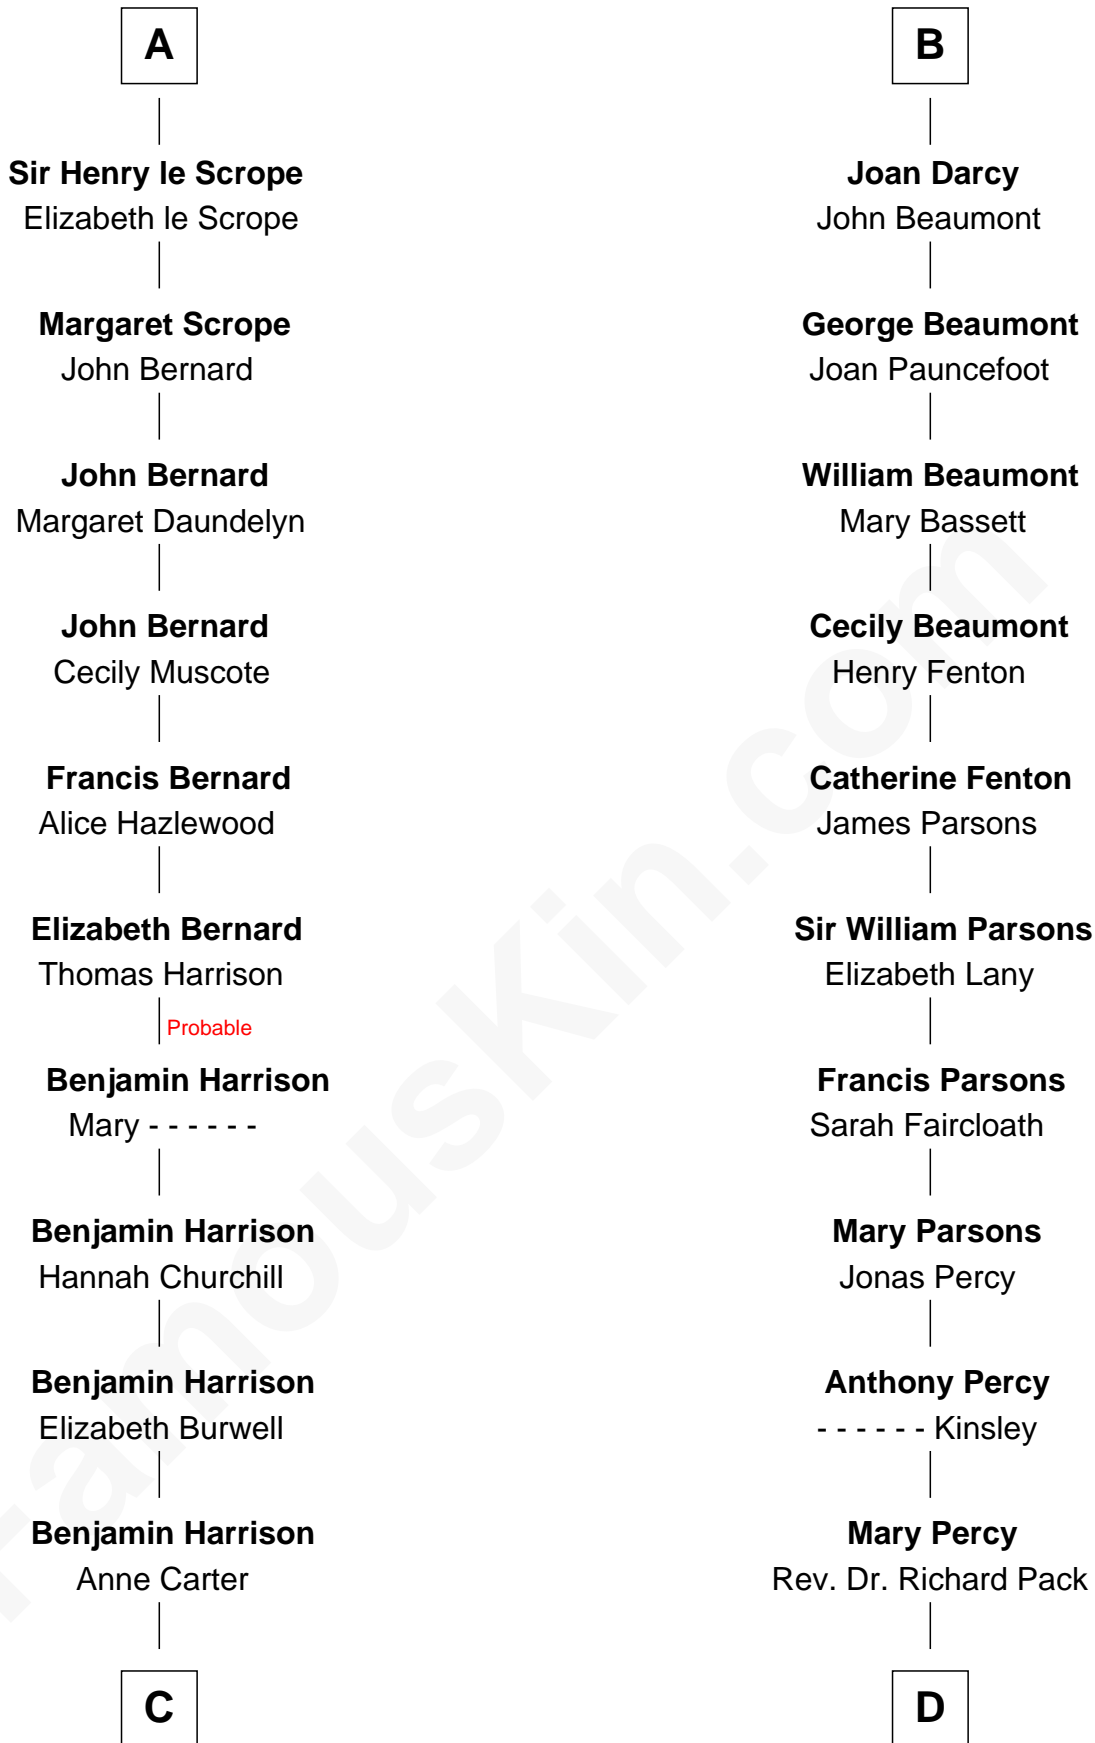 A
Sir Henry le Scrope
Elizabeth le Scrope
Margaret Scrope
John Bernard
John Bernard
Margaret Daundelyn
John Bernard
Cecily Muscote
Francis Bernard
Alice Hazlewood
Elizabeth Bernard
Thomas Harrison
Probable
Benjamin Harrison
Mary - - - - - -
Benjamin Harrison
Hannah Churchill
Benjamin Harrison
Elizabeth Burwell
Benjamin Harrison
Anne Carter
C
B
Joan Darcy
John Beaumont
George Beaumont
Joan Pauncefoot
William Beaumont
Mary Bassett
Cecily Beaumont
Henry Fenton
Catherine Fenton
James Parsons
Sir William Parsons
Elizabeth Lany
Francis Parsons
Sarah Faircloath
Mary Parsons
Jonas Percy
Anthony Percy
- - - - - - Kinsley
Mary Percy
Rev. Dr. Richard Pack
D
FamousKin.com